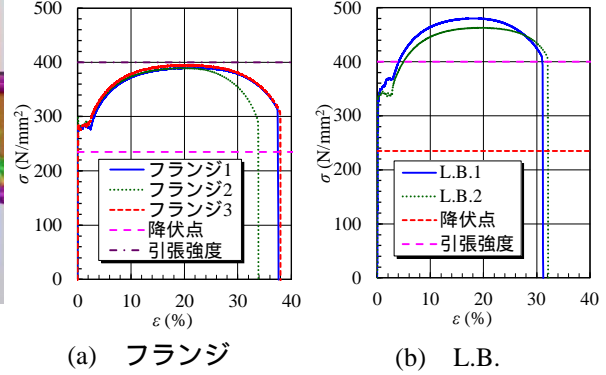 500
400
300
200
100
0
σ (N/mm²)
0 10 20 30 40
ε (%)
フランジ1
フランジ2
フランジ3
降伏点
引張強度
(a) フランジ
500
400
300
200
100
0
σ (N/mm²)
0 10 20 30 40
ε (%)
L.B.1
L.B.2
降伏点
引張強度
(b) L.B.